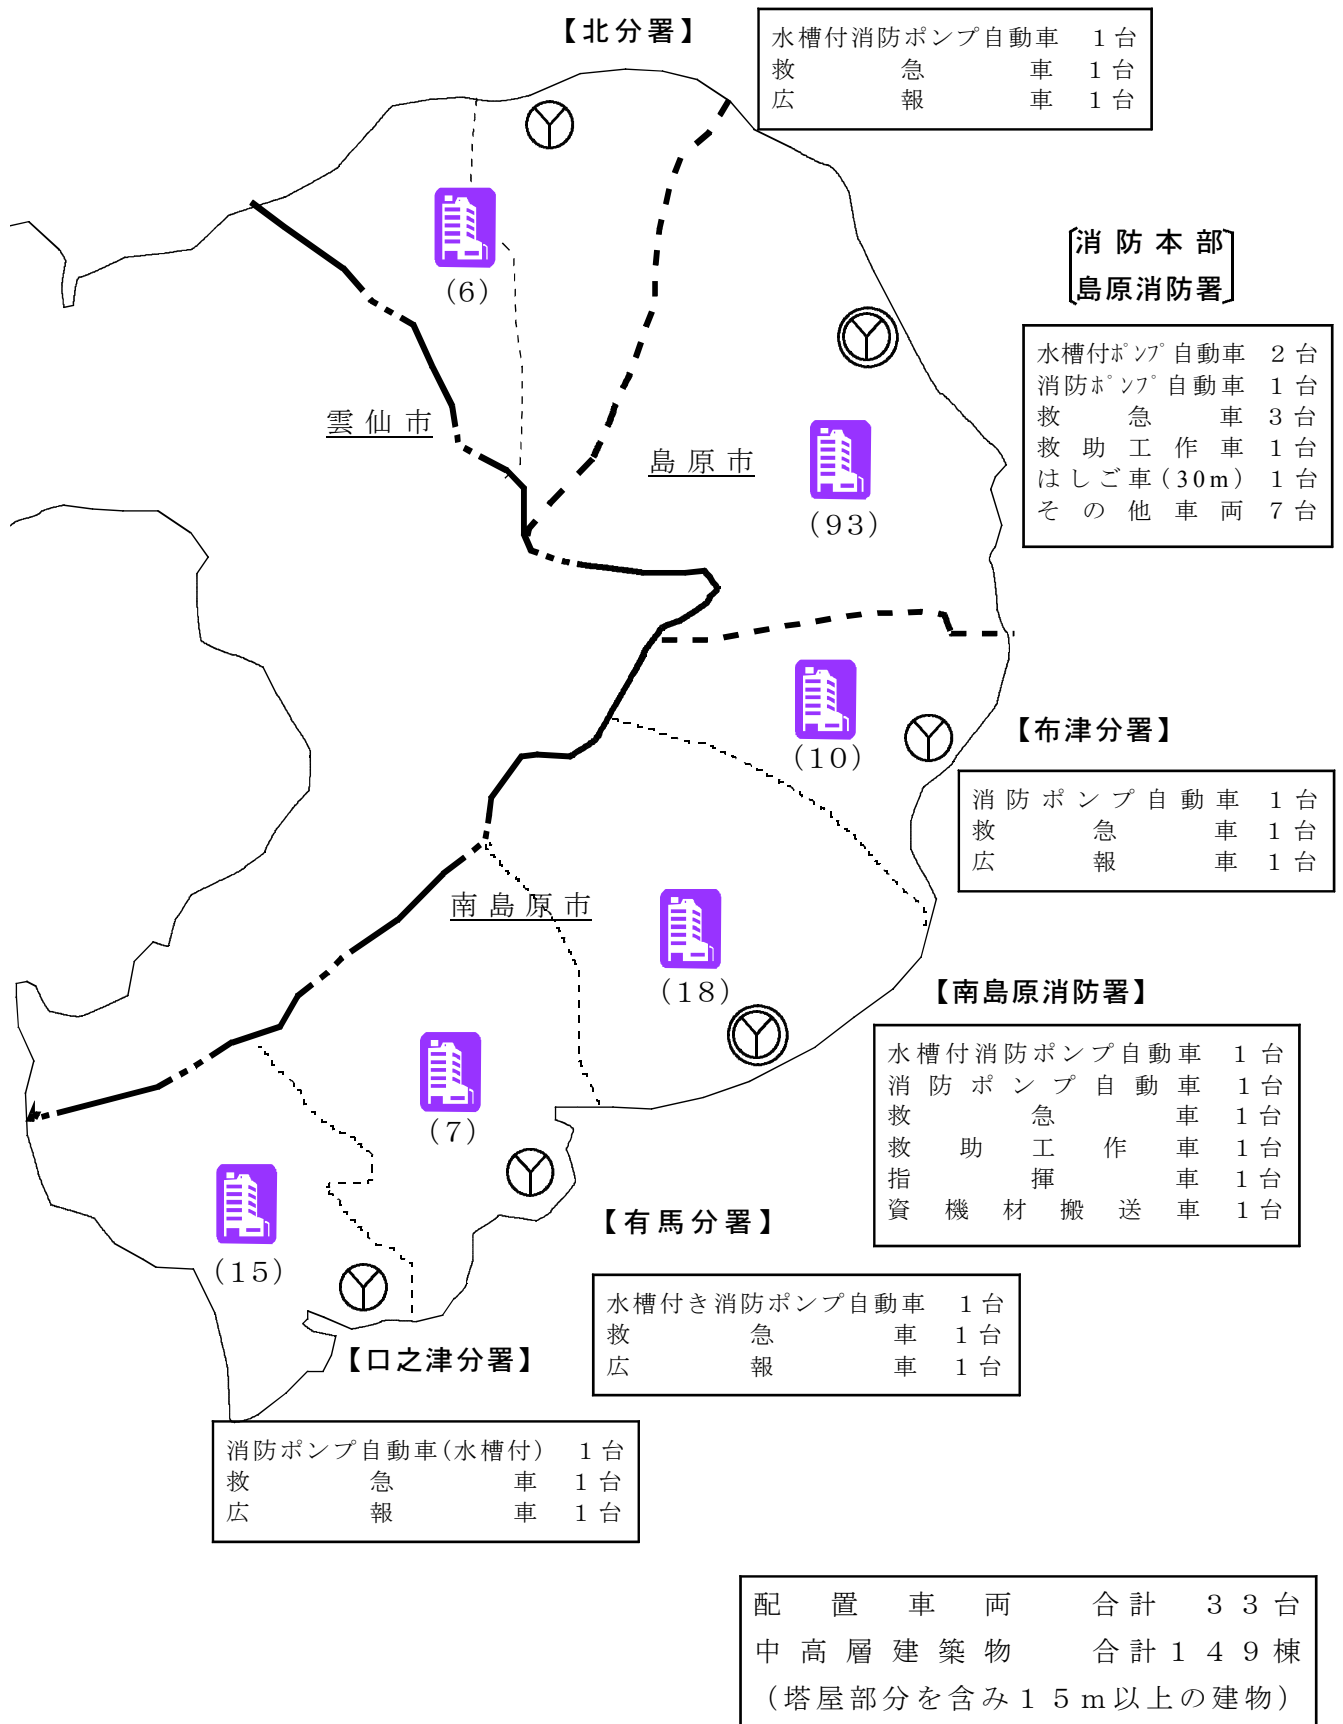 【北分署】
水槽付消防ポンプ自動車 1台
救急車 1台
広報車 1台
(6)
消防本部
島原消防署
水槽付ポンプ自動車 2台
消防ポンプ自動車 1台
救急車 3台
救助工作車 1台
はしご車(30m) 1台
その他車両 7台
雲仙市
島原市
(93)
(10)
【布津分署】
消防ポンプ自動車 1台
救急車 1台
広報車 1台
南島原市
(18)
【南島原消防署】
水槽付消防ポンプ自動車 1台
消防ポンプ自動車 1台
救急車 1台
救助工作車 1台
指揮車 1台
資機材搬送車 1台
(7)
(15)
【有馬分署】
水槽付き消防ポンプ自動車 1台
救急車 1台
広報車 1台
【口之津分署】
消防ポンプ自動車(水槽付) 1台
救急車 1台
広報車 1台
配置車両 合計 33台
中高層建築物 合計149棟
(塔屋部分を含み15m以上の建物)